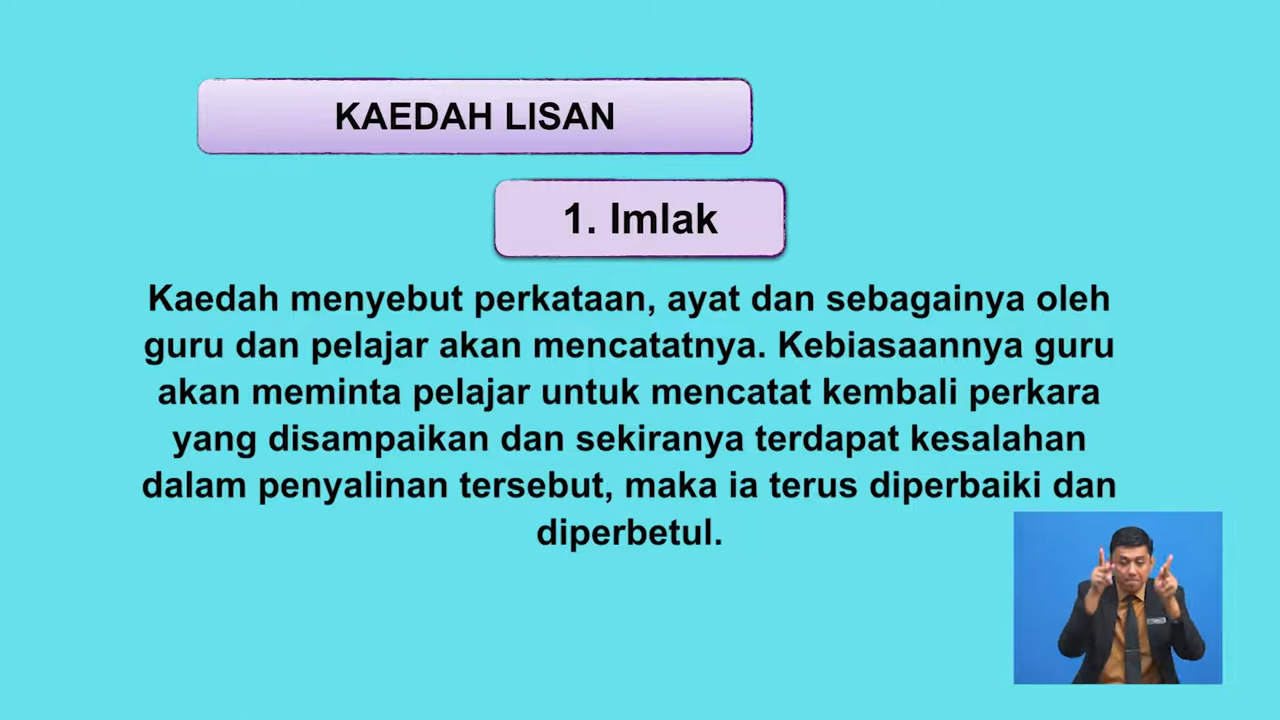 KAEDAH LISAN
1. Imlak
Kaedah menyebut perkataan, ayat dan sebagainya oleh
guru dan pelajar akan mencatatnya. Kebiasaannya guru
akan meminta pelajar untuk mencatat kembali perkara
yang disampaikan dan sekiranya terdapat kesalahan
dalam penyalinan tersebut, maka ia terus diperbaiki dan
diperbetul.